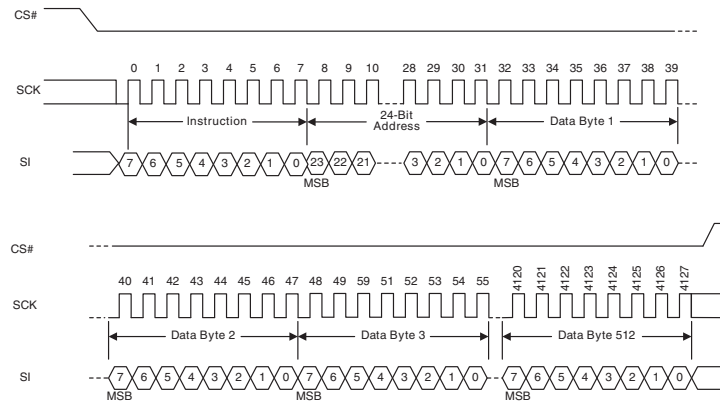 CS#
0 1 2 3 4 5 6 7 8 9 10 28 29 30 31 32 33 34 35 36 37 38 39
SCK
Instruction 24-Bit Address Data Byte 1
SI 7 6 5 4 3 2 1 0 23 22 21 3 2 1 0 7 6 5 4 3 2 1 0
MSB MSB
CS#
40 41 42 43 44 45 46 47 48 49 59 51 52 53 54 55 4120 4121 4122 4123 4124 4125 4126 4127
SCK
Data Byte 2 Data Byte 3 Data Byte 512
SI 7 6 5 4 3 2 1 0 7 6 5 4 3 2 1 0 7 6 5 4 3 2 1 0
MSB MSB MSB